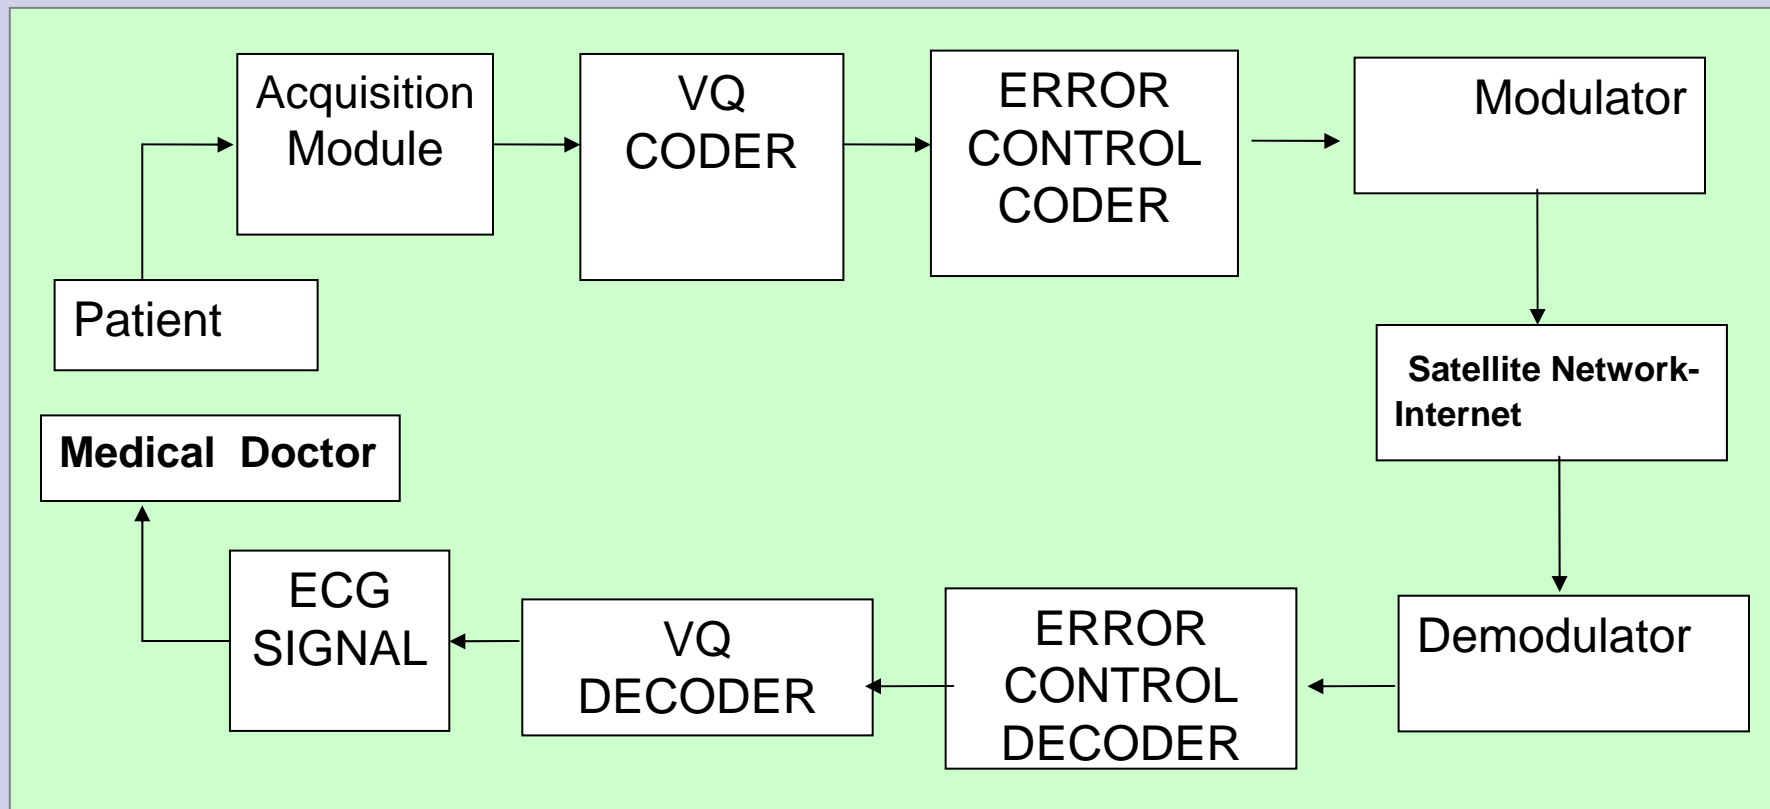 Acquisition
Module
VQ
CODER
ERROR
CONTROL
CODER
Modulator
Patient
Satellite Network-
Internet
Medical Doctor
ECG
SIGNAL
VQ
DECODER
ERROR
CONTROL
DECODER
Demodulator